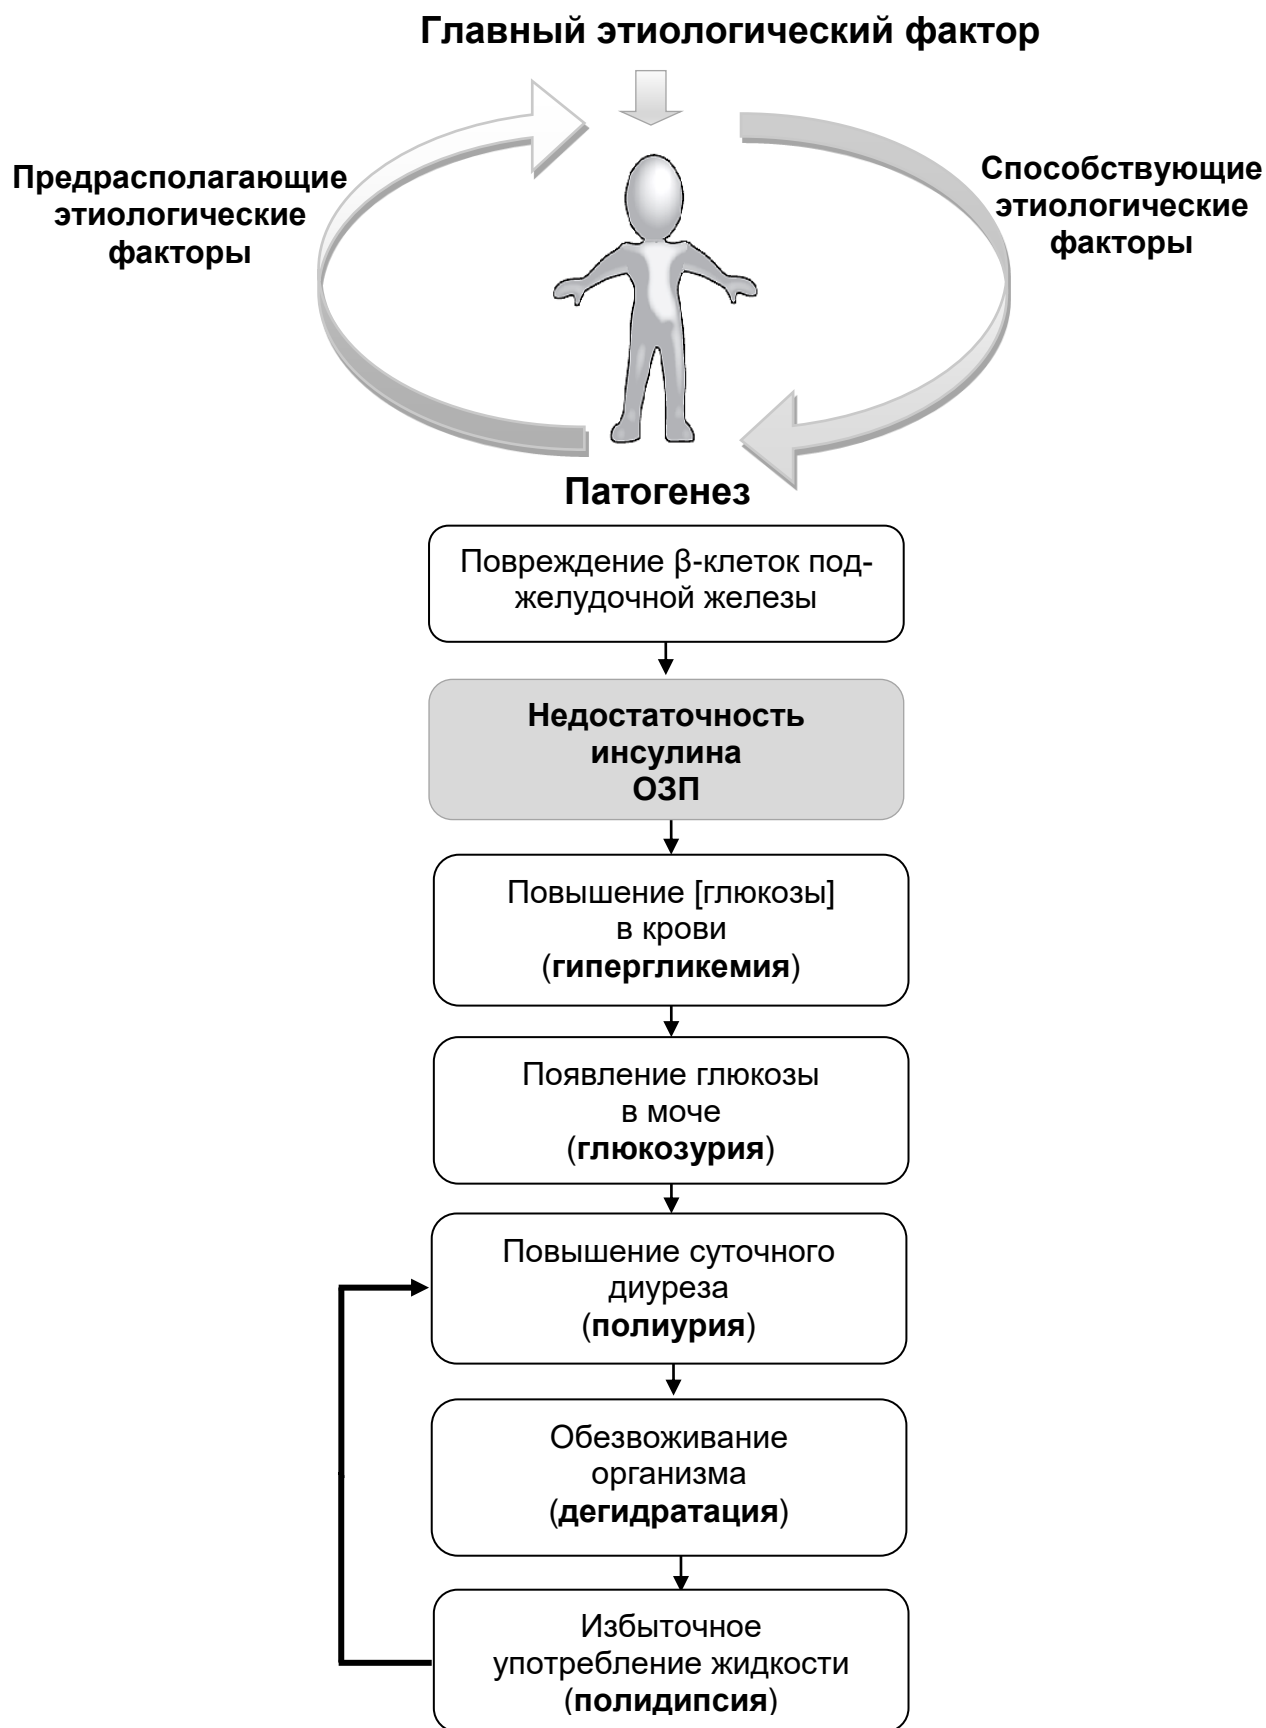 Главный этиологический фактор
Предрасполагающие
этиологические
факторы
Способствующие
этиологические
факторы
Патогенез
Повреждение β-клеток под-
желудочной железы
Недостаточность
инсулина
ОЗП
Повышение [глюкозы]
в крови
(гипергликемия)
Появление глюкозы
в моче
(глюкозурия)
Повышение суточного
диуреза
(полиурия)
Обезвоживание
организма
(дегидратация)
Избыточное
употребление жидкости
(полидипсия)